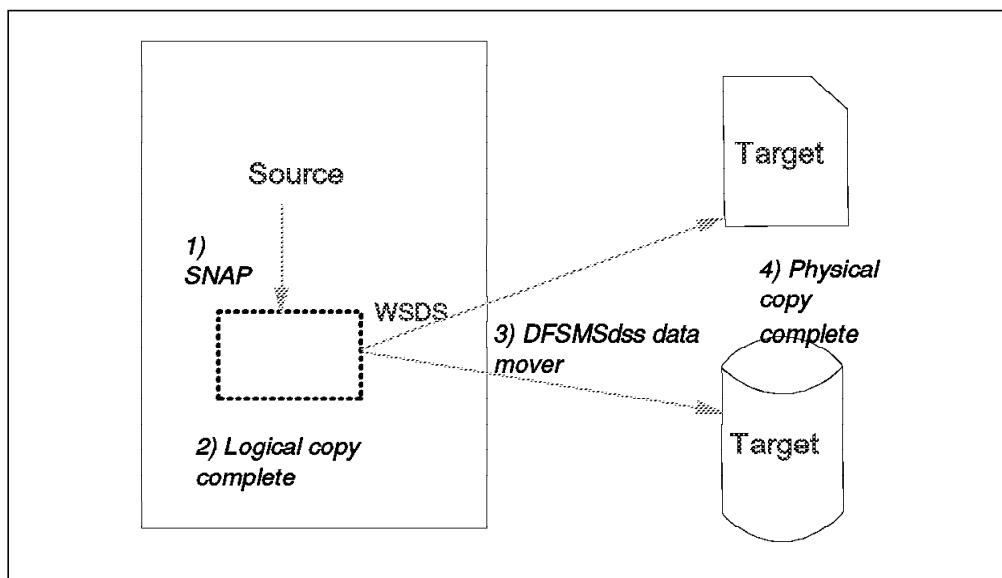 Source
1)
SNAP
WSDS
2) Logical copy
complete
3) DFSMSdss data
mover
Target
4) Physical
copy
complete
Target